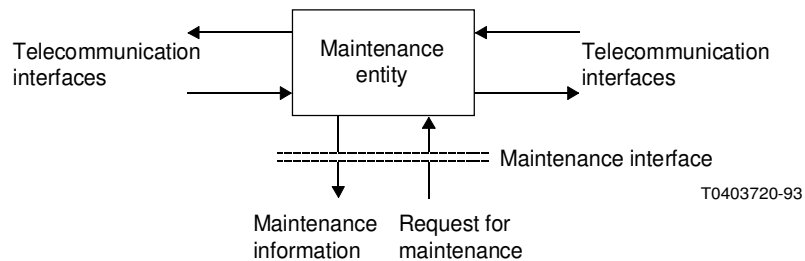 Telecommunication
interfaces
Maintenance
entity
Telecommunication
interfaces
Maintenance interface
T0403720-93
Maintenance
information
Request for
maintenance